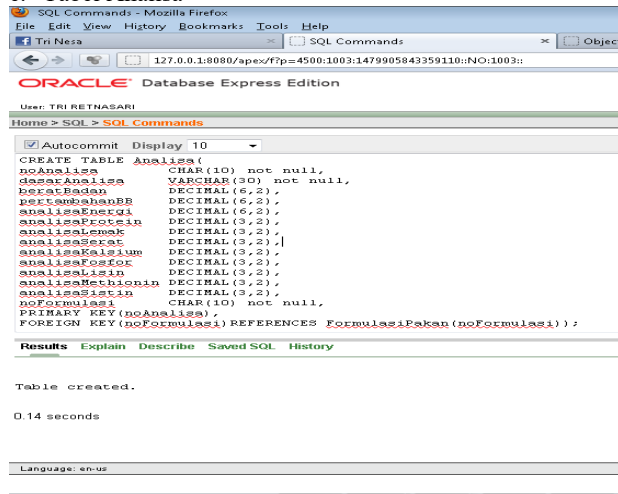 SQL Commands - Mozilla Firefox
File Edit View History Bookmarks Tools Help
Tri Nesa × SQL Commands × Objec
127.0.0.1:8080/apex/f?p=4500:1003:1479905843359110::NO:1003::
ORACLE Database Express Edition
User: TRI RETNASARI
Home > SQL > SQL Commands
Autocommit Display 10
CREATE TABLE Analisa(
noAnalisa CHAR(10) not null,
dasarAnalisa VARCHAR(30) not null,
beratBadan DECIMAL(6,2),
pertambahanBB DECIMAL(6,2),
analisaEnergi DECIMAL(6,2),
analisaProtein DECIMAL(3,2),
analisaLemak DECIMAL(3,2),
analisaSerat DECIMAL(3,2),
analisaKalsium DECIMAL(3,2),
analisaFosfor DECIMAL(3,2),
analisaLisin DECIMAL(3,2),
analisaMethionin DECIMAL(3,2),
analisaSistin DECIMAL(3,2),
noFormulasi CHAR(10) not null,
PRIMARY KEY(noAnalisa),
FOREIGN KEY(noFormulasi)REFERENCES FormulasiPakan(noFormulasi));
Results Explain Describe Saved SQL History
Table created.
0.14 seconds
Language: en-us